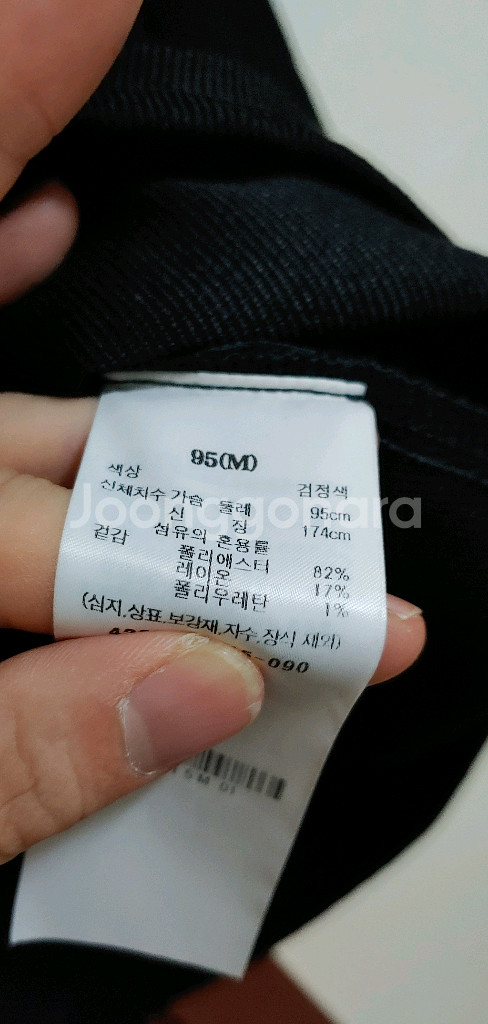 95(M)
색상 검정색
신체치수 가슴 둘레 95cm
신 장 174cm
겉감 섬유의 혼용률
폴리에스터 82%
레이온 17%
폴리우레탄 1%
(심지,상표,보강재,자수,장식 제외)
-090
Joonggonara